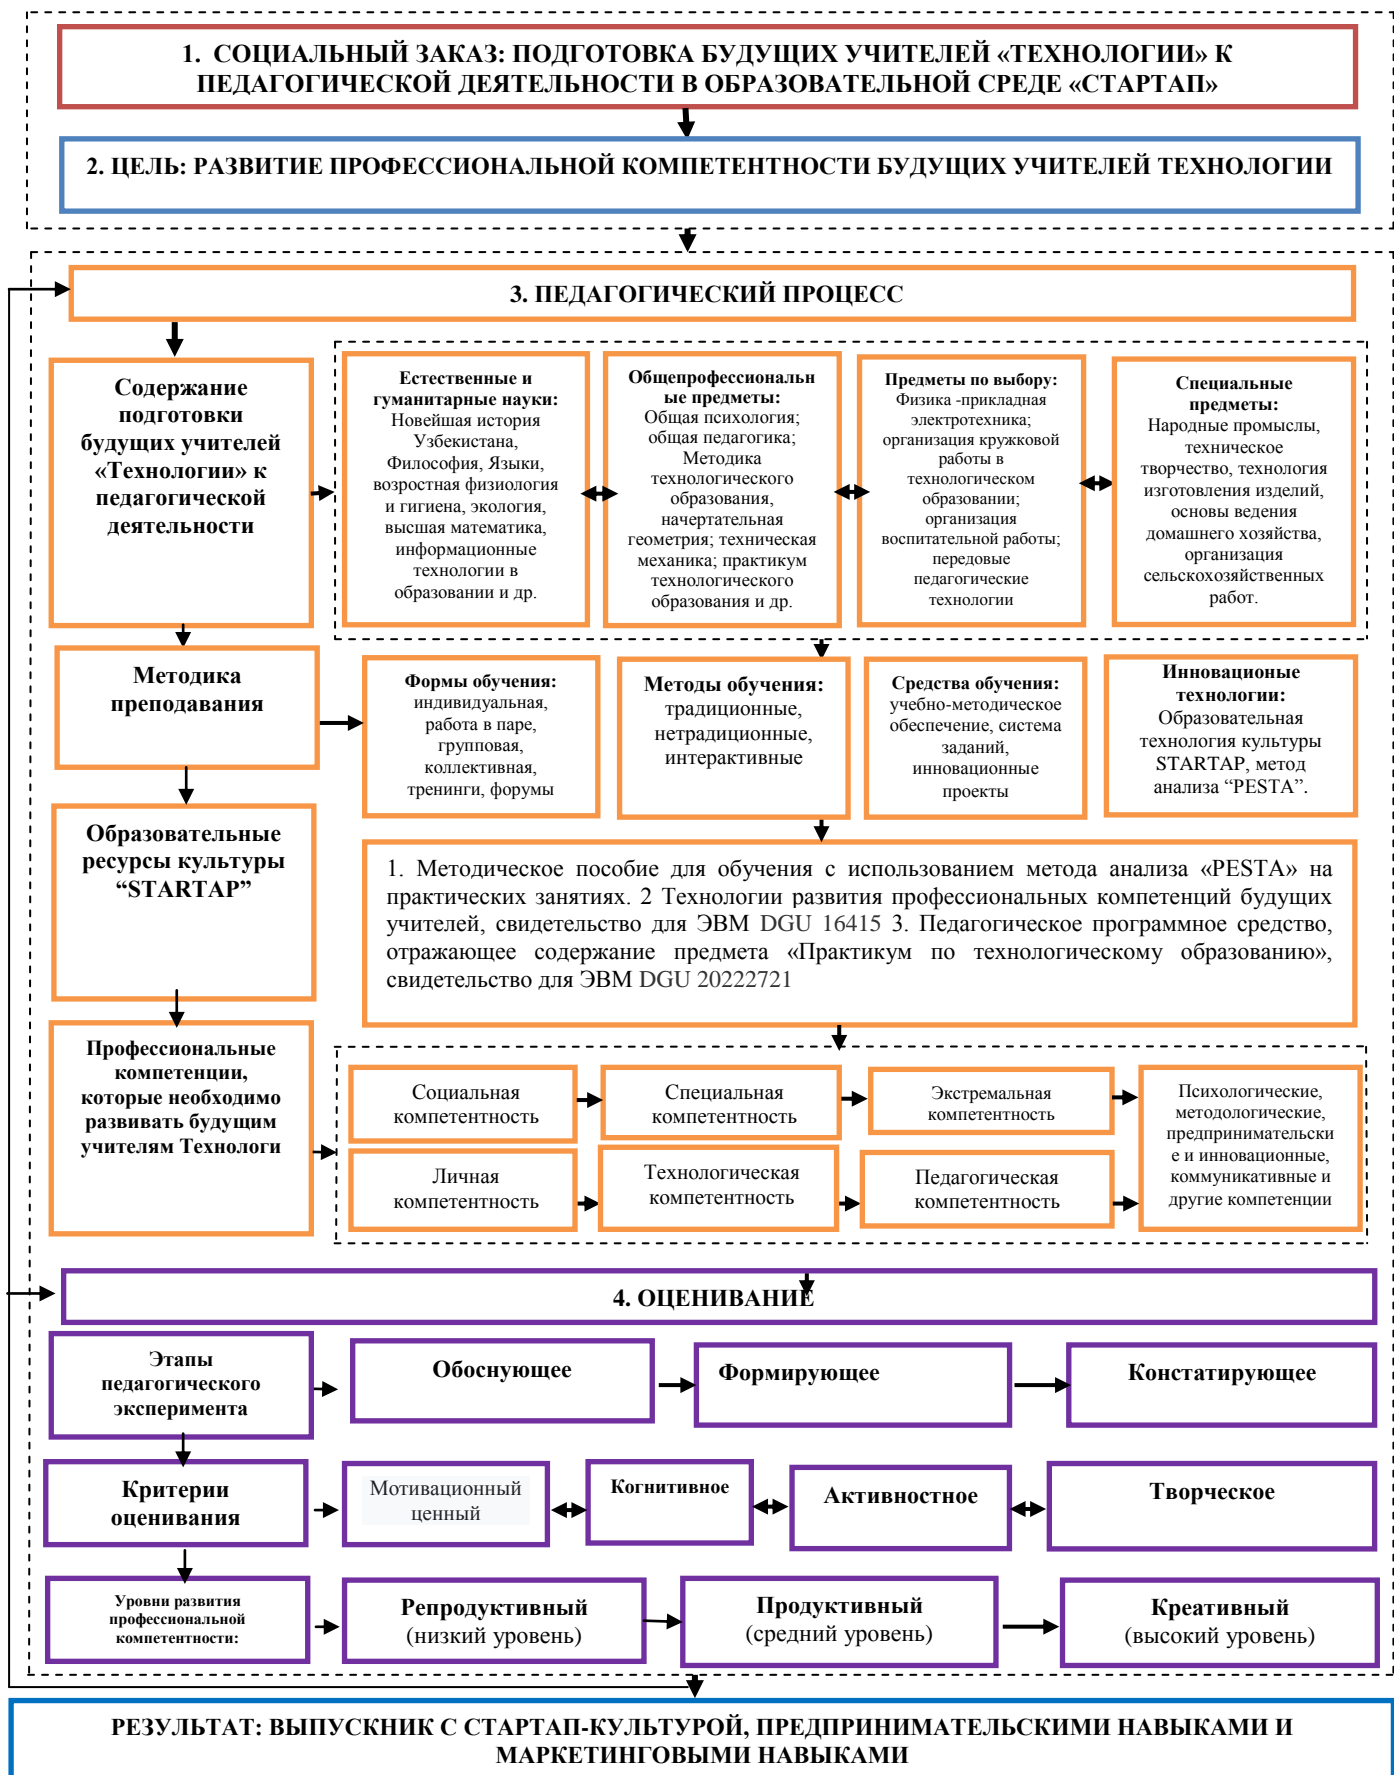 1. СОЦИАЛЬНЫЙ ЗАКАЗ: ПОДГОТОВКА БУДУЩИХ УЧИТЕЛЕЙ «ТЕХНОЛОГИИ» К
ПЕДАГОГИЧЕСКОЙ ДЕЯТЕЛЬНОСТИ В ОБРАЗОВАТЕЛЬНОЙ СРЕДЕ «СТАРТАП»
2. ЦЕЛЬ: РАЗВИТИЕ ПРОФЕССИОНАЛЬНОЙ КОМПЕТЕНТНОСТИ БУДУЩИХ УЧИТЕЛЕЙ ТЕХНОЛОГИИ
3. ПЕДАГОГИЧЕСКИЙ ПРОЦЕСС
Содержание
подготовки
будущих учителей
«Технологии» к
педагогической
деятельности
Естественные и
гуманитарные науки:
Новейшая история
Узбекистана,
Философия, Языки,
возростная физиология
и гигиена, экология,
высшая математика,
информационные
технологии в
образовании и др.
Общепрофессиональн
ые предметы:
Общая психология;
общая педагогика;
Методика
технологического
образования,
начертательная
геометрия; техническая
механика; практикум
технологического
образования и др.
Предметы по выбору:
Физика -прикладная
электротехника;
организация кружковой
работы в
технологическом
образовании;
организация
воспитательной работы;
передовые
педагогические
технологии
Специальные
предметы:
Народные промыслы,
техническое
творчество, технология
изготовления изделий,
основы ведения
домашнего хозяйства,
организация
сельскохозяйственных
работ.
Методика
преподавания
Формы обучения:
индивидуальная,
работа в паре,
групповая,
коллективная,
тренинги, форумы
Методы обучения:
традиционные,
нетрадиционные,
интерактивные
Средства обучения:
учебно-методическое
обеспечение, система
заданий,
инновационные
проекты
Инновационые
технологии:
Образовательная
технология культуры
STARTAP, метод
анализа “PESTA”.
Образовательные
ресурсы культуры
“STARTAP”
1. Методическое пособие для обучения с использованием метода анализа «PESTA» на
практических занятиях. 2 Технологии развития профессиональных компетенций будущих
учителей, свидетельство для ЭВМ DGU 16415 3. Педагогическое программное средство,
отражающее содержание предмета «Практикум по технологическому образованию»,
свидетельство для ЭВМ DGU 20222721
Профессиональные
компетенции,
которые необходимо
развивать будущим
учителям Технологи
Социальная
компетентность
Специальная
компетентность
Экстремальная
компетентность
Психологические,
методологические,
предпринимательски
е и инновационные,
коммуникативные и
другие компетенции
Личная
компетентность
Технологическая
компетентность
Педагогическая
компетентность
4. ОЦЕНИВАНИЕ
Этапы
педагогического
эксперимента
Обоснующее
Формирующее
Констатирующее
Критерии
оценивания
Мотивационный
ценный
Когнитивное
Активностное
Творческое
Уровни развития
профессиональной
компетентности:
Репродуктивный
(низкий уровень)
Продуктивный
(средний уровень)
Креативный
(высокий уровень)
РЕЗУЛЬТАТ: ВЫПУСКНИК С СТАРТАП-КУЛЬТУРОЙ, ПРЕДПРИНИМАТЕЛЬСКИМИ НАВЫКАМИ И
МАРКЕТИНГОВЫМИ НАВЫКАМИ